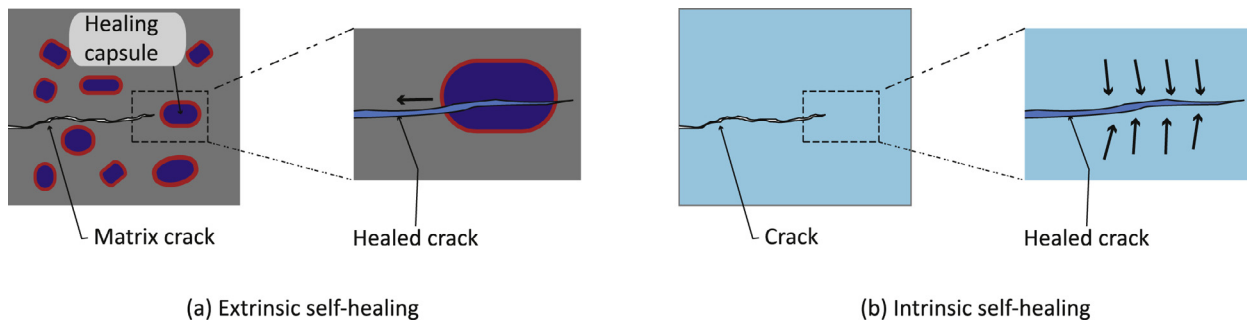 Healing
capsule
Matrix crack
Healed crack
(a) Extrinsic self-healing
Crack
Healed crack
(b) Intrinsic self-healing